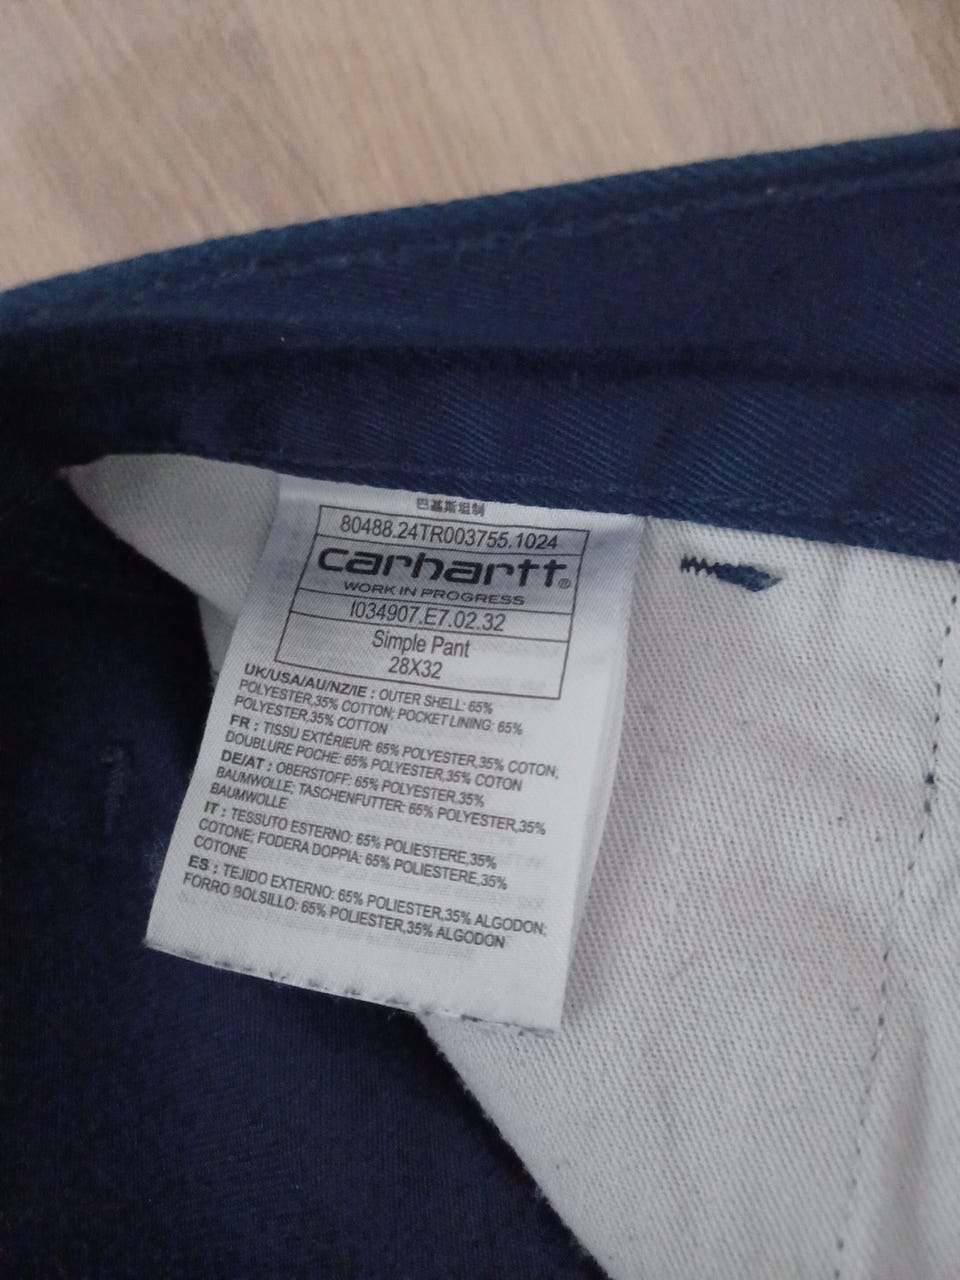 巴基斯坦制
80488.24TR003755.1024
carhartt®
WORK IN PROGRESS
I034907.E7.02.32
Simple Pant
28X32
UK/USA/AU/NZ/IE : OUTER SHELL: 65%
POLYESTER,35% COTTON; POCKET LINING: 65%
POLYESTER,35% COTTON
FR : TISSU EXTÉRIEUR: 65% POLYESTER,35% COTON;
DOUBLURE POCHE: 65% POLYESTER,35% COTON
DE/AT : OBERSTOFF: 65% POLYESTER,35%
BAUMWOLLE; TASCHENFUTTER: 65% POLYESTER,35%
BAUMWOLLE
IT : TESSUTO ESTERNO: 65% POLIESTERE,35%
COTONE; FODERA DOPPIA: 65% POLIESTERE,35%
COTONE
ES : TEJIDO EXTERNO: 65% POLIESTER,35% ALGODON;
FORRO BOLSILLO: 65% POLIESTER,35% ALGODON